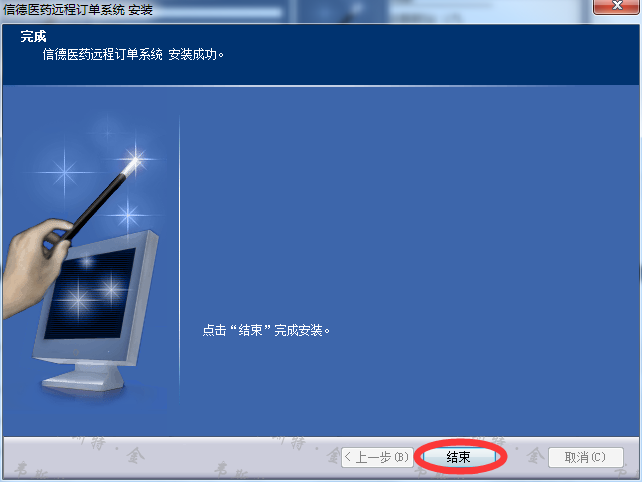 信德医药远程订单系统 安装
完成
信德医药远程订单系统 安装成功。
点击“结束”完成安装。
< 上一步(B)
结束
取消(C)